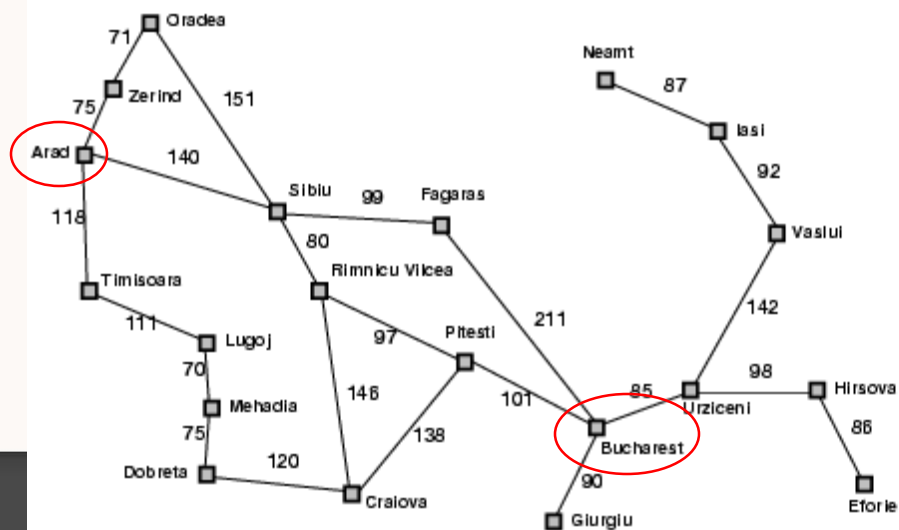 Oradea
71
Neamt
87
Zerind
151
75
Iasi
Arad
140
92
Sibiu
99
Fagaras
118
80
Vaslui
Rimnicu Vilcea
Timisoara
142
111
211
Lugoj
97
Pitesti
70
98
146
101
85
Hirsova
Mehadia
Urziceni
75
138
86
Bucharest
120
Dobreta
90
Craiova
Eforie
Giurgiu